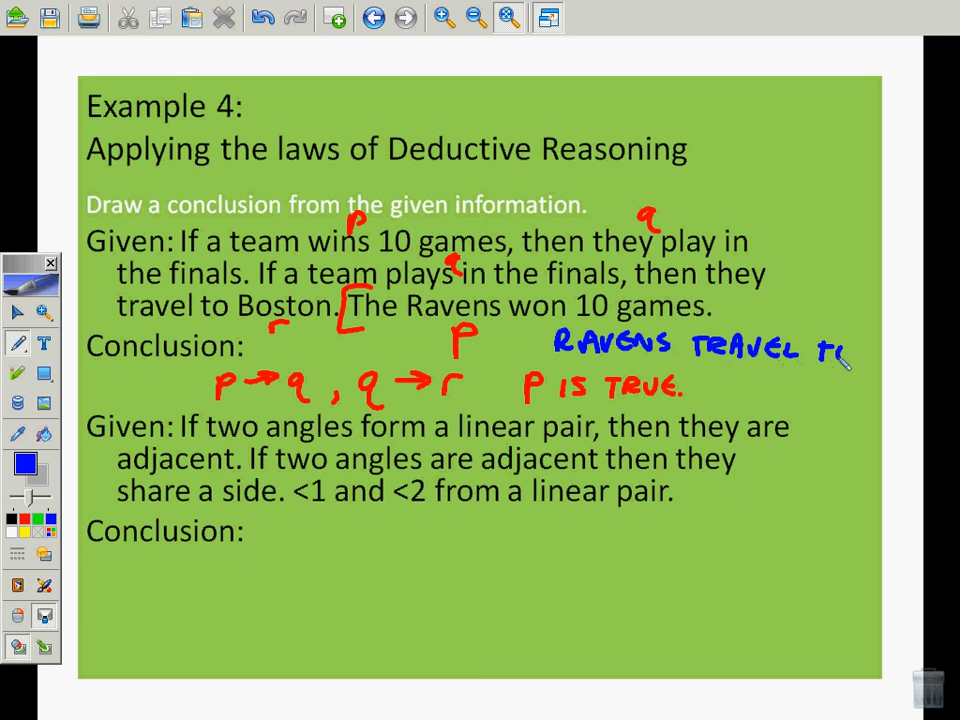 Example 4:
Applying the laws of Deductive Reasoning
Draw a conclusion from the given information.
p q
Given: If a team wins 10 games, then they play in
q
the finals. If a team plays in the finals, then they
travel to Boston. [The Ravens won 10 games.
r p
Conclusion: RAVENS TRAVEL TO
p → q , q → r p IS TRUE.
Given: If two angles form a linear pair, then they are
adjacent. If two angles are adjacent then they
share a side. <1 and <2 from a linear pair.
Conclusion:
T